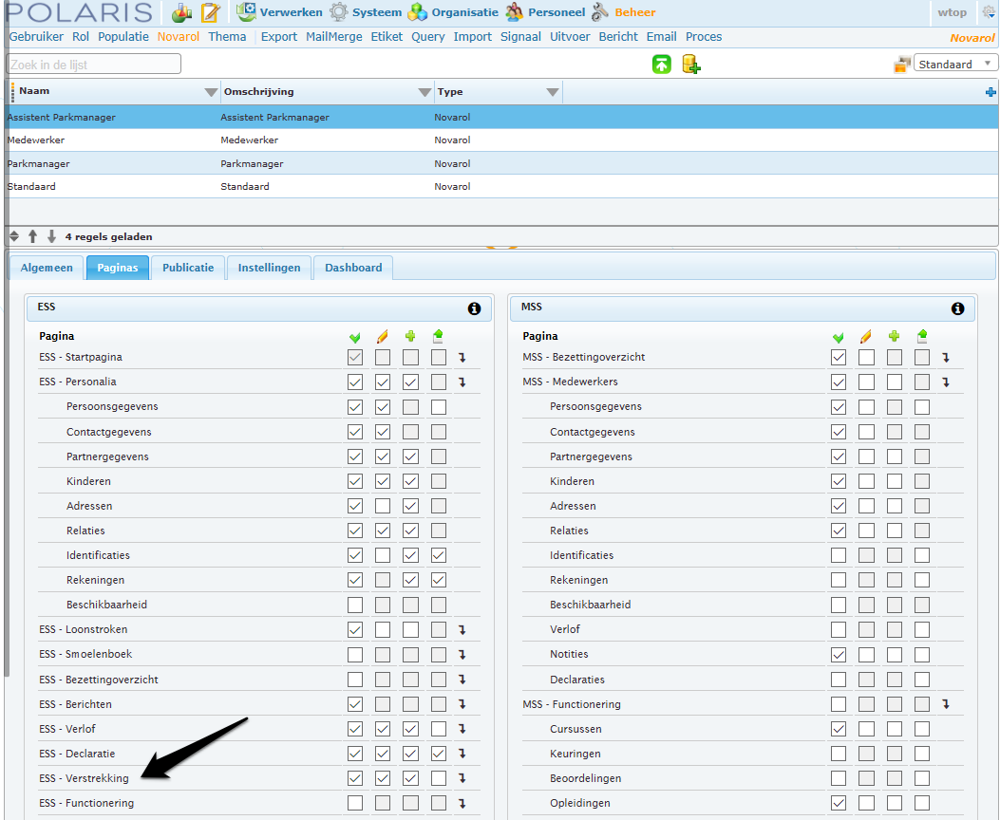 POLARIS Verwerken Systeem Organisatie Personeel Beheer wtop
Gebruiker Rol Populatie Novarol Thema Export MailMerge Etiket Query Import Signaal Uitvoer Bericht Email Proces Novarol
Zoek in de lijst Standaard
Naam Omschrijving Type
Assistent Parkmanager Assistent Parkmanager Novarol
Medewerker Medewerker Novarol
Parkmanager Parkmanager Novarol
Standaard Standaard Novarol
4 regels geladen
Algemeen Paginas Publicatie Instellingen Dashboard
ESS
Pagina
ESS - Startpagina
ESS - Personalia
Persoonsgegevens
Contactgegevens
Partnergegevens
Kinderen
Adressen
Relaties
Identificaties
Rekeningen
Beschikbaarheid
ESS - Loonstroken
ESS - Smoelenboek
ESS - Bezettingoverzicht
ESS - Berichten
ESS - Verlof
ESS - Declaratie
ESS - Verstrekking
ESS - Functionering
MSS
Pagina
MSS - Bezettingoverzicht
MSS - Medewerkers
Persoonsgegevens
Contactgegevens
Partnergegevens
Kinderen
Adressen
Relaties
Identificaties
Rekeningen
Beschikbaarheid
Verlof
Notities
Declaraties
MSS - Functionering
Cursussen
Keuringen
Beoordelingen
Opleidingen